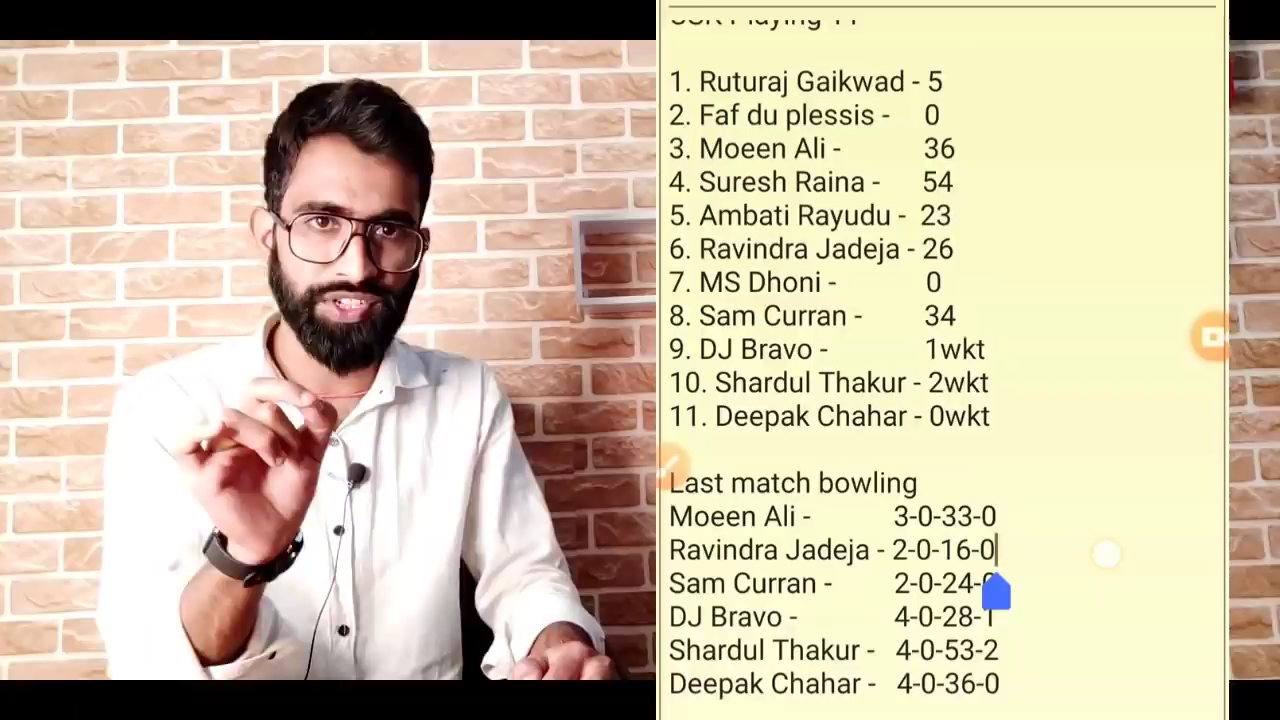 Playing 11
1. Ruturaj Gaikwad - 5
2. Faf du plessis - 0
3. Moeen Ali - 36
4. Suresh Raina - 54
5. Ambati Rayudu - 23
6. Ravindra Jadeja - 26
7. MS Dhoni - 0
8. Sam Curran - 34
9. DJ Bravo - 1wkt
10. Shardul Thakur - 2wkt
11. Deepak Chahar - 0wkt
Last match bowling
Moeen Ali - 3-0-33-0
Ravindra Jadeja - 2-0-16-0
Sam Curran - 2-0-24-0
DJ Bravo - 4-0-28-1
Shardul Thakur - 4-0-53-2
Deepak Chahar - 4-0-36-0